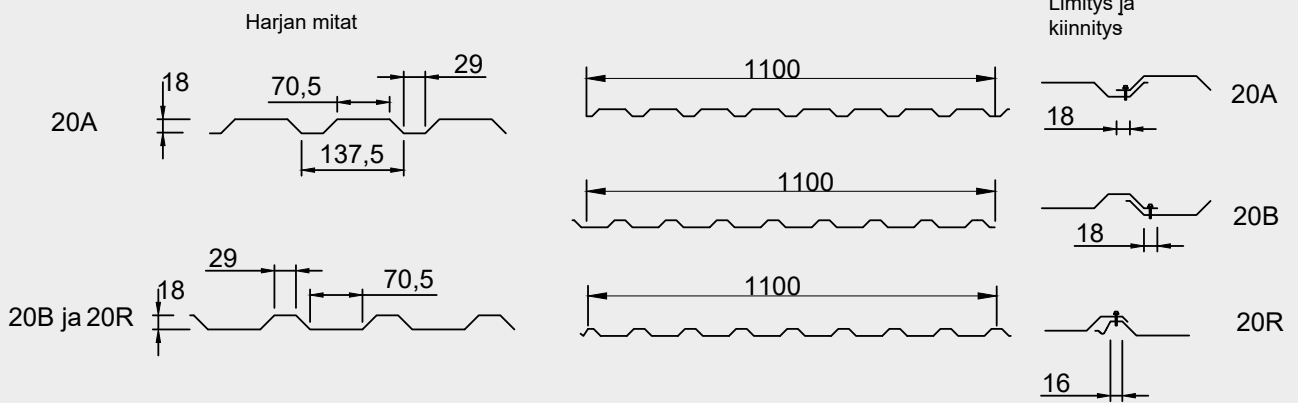 Harjan mitat
Limitys ja
kiinnitys
20A
18
70,5
29
137,5
1100
18
20A
1100
18
20B
20B ja 20R
18
29
70,5
1100
16
20R